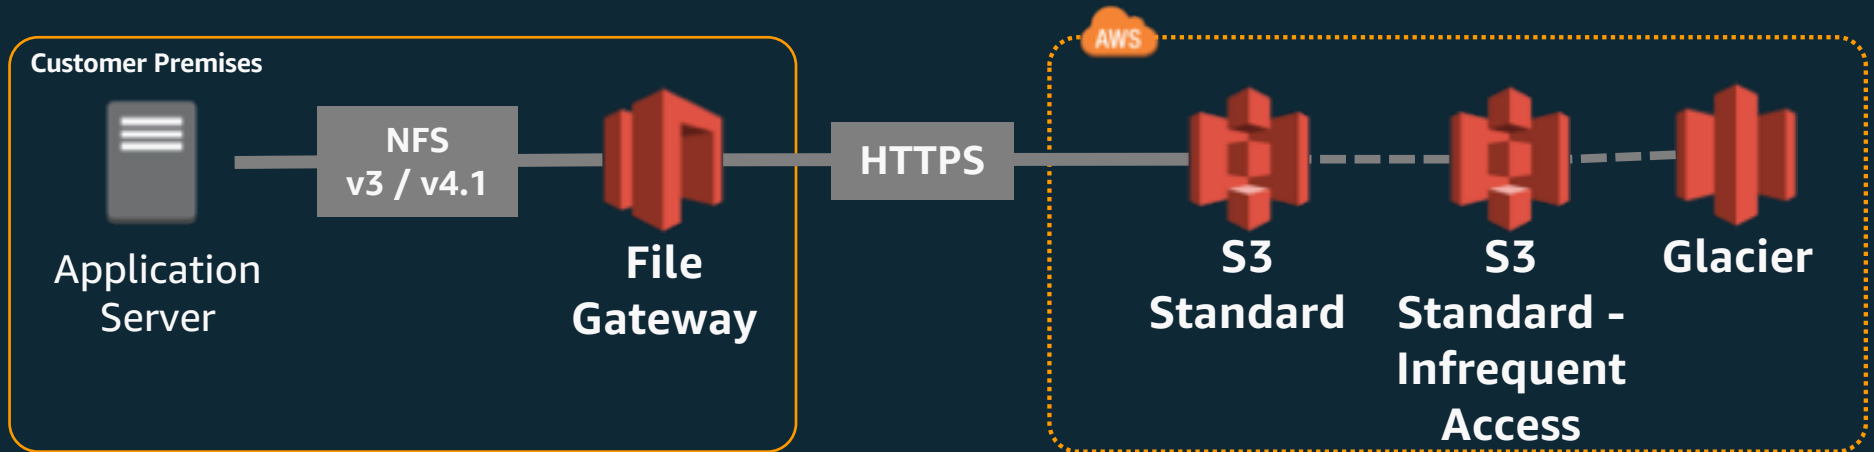 AWS
Customer Premises
NFS
v3 / v4.1
HTTPS
Application
Server
File
Gateway
S3
Standard
S3
Standard -
Infrequent
Access
Glacier